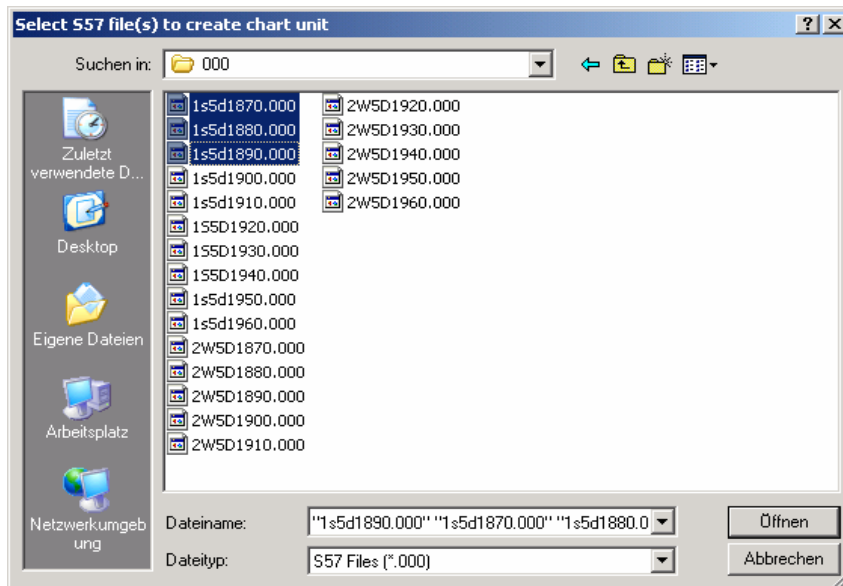 Select S57 file(s) to create chart unit
Suchen in:
000
Zuletzt
verwendete D...
Desktop
Eigene Dateien
Arbeitsplatz
Netzwerkumgeb
ung
1s5d1870.000
1s5d1880.000
1s5d1890.000
1s5d1900.000
1s5d1910.000
1S5D1920.000
1S5D1930.000
1S5D1940.000
1s5d1950.000
1s5d1960.000
2W5D1870.000
2W5D1880.000
2W5D1890.000
2W5D1900.000
2W5D1910.000
2W5D1920.000
2W5D1930.000
2W5D1940.000
2W5D1950.000
2W5D1960.000
Dateiname:
"1s5d1890.000" "1s5d1870.000" "1s5d1880.0
Öffnen
Dateityp:
S57 Files (*.000)
Abbrechen